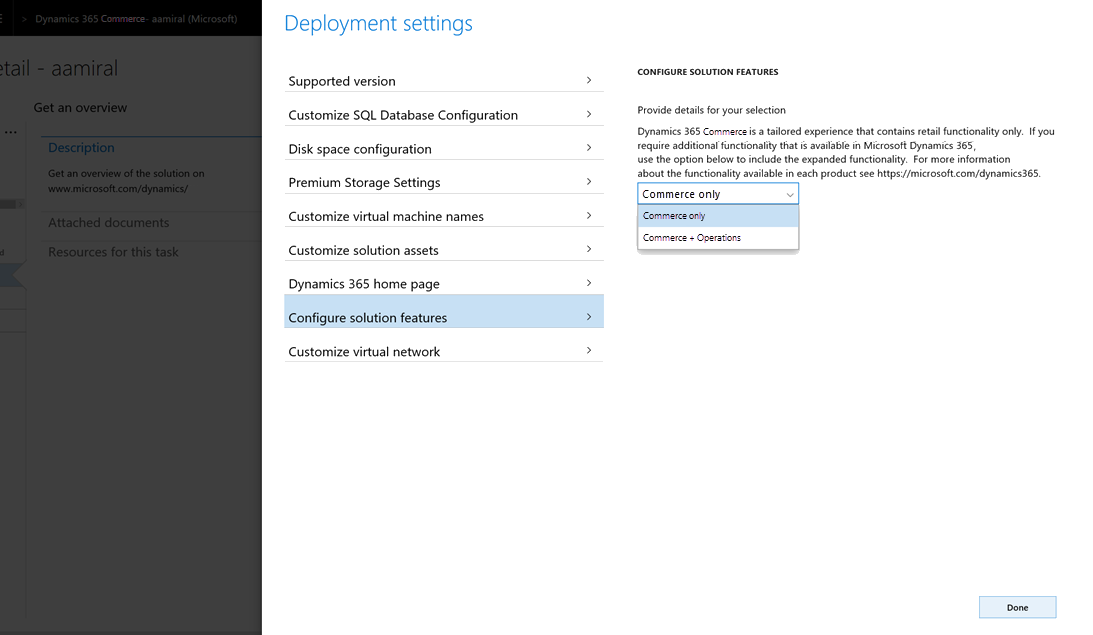 > Dynamics 365 Commerce- aamiral (Microsoft)
etail - aamiral
Get an overview
...
Description
Get an overview of the solution on
www.microsoft.com/dynamics/
Attached documents
Resources for this task
Deployment settings
Supported version
Customize SQL Database Configuration
Disk space configuration
Premium Storage Settings
Customize virtual machine names
Customize solution assets
Dynamics 365 home page
Configure solution features
Customize virtual network
CONFIGURE SOLUTION FEATURES
Provide details for your selection
Dynamics 365 Commerce is a tailored experience that contains retail functionality only. If you
require additional functionality that is available in Microsoft Dynamics 365,
use the option below to include the expanded functionality. For more information
about the functionality available in each product see https://microsoft.com/dynamics365.
Commerce only
Commerce only
Commerce + Operations
Done